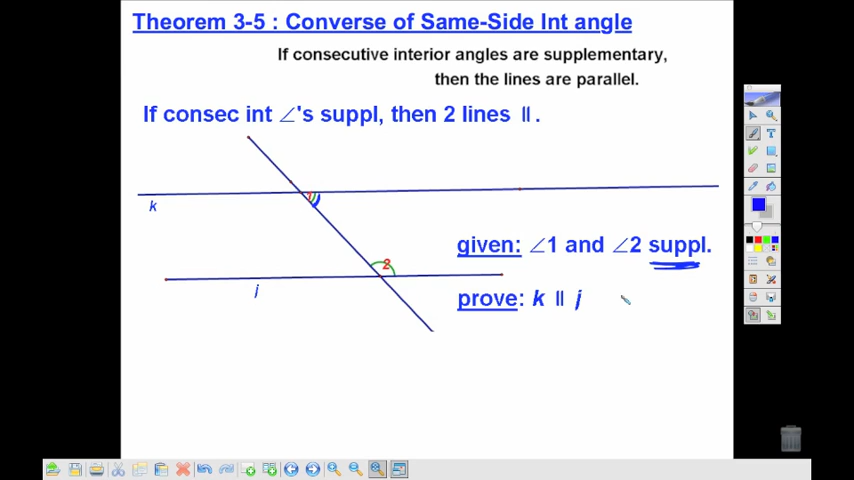 Theorem 3-5 : Converse of Same-Side Int angle
If consecutive interior angles are supplementary,
then the lines are parallel.
If consec int ∠'s suppl, then 2 lines ∥.
k
2
given: ∠1 and ∠2 suppl.
j
prove: k ∥ j